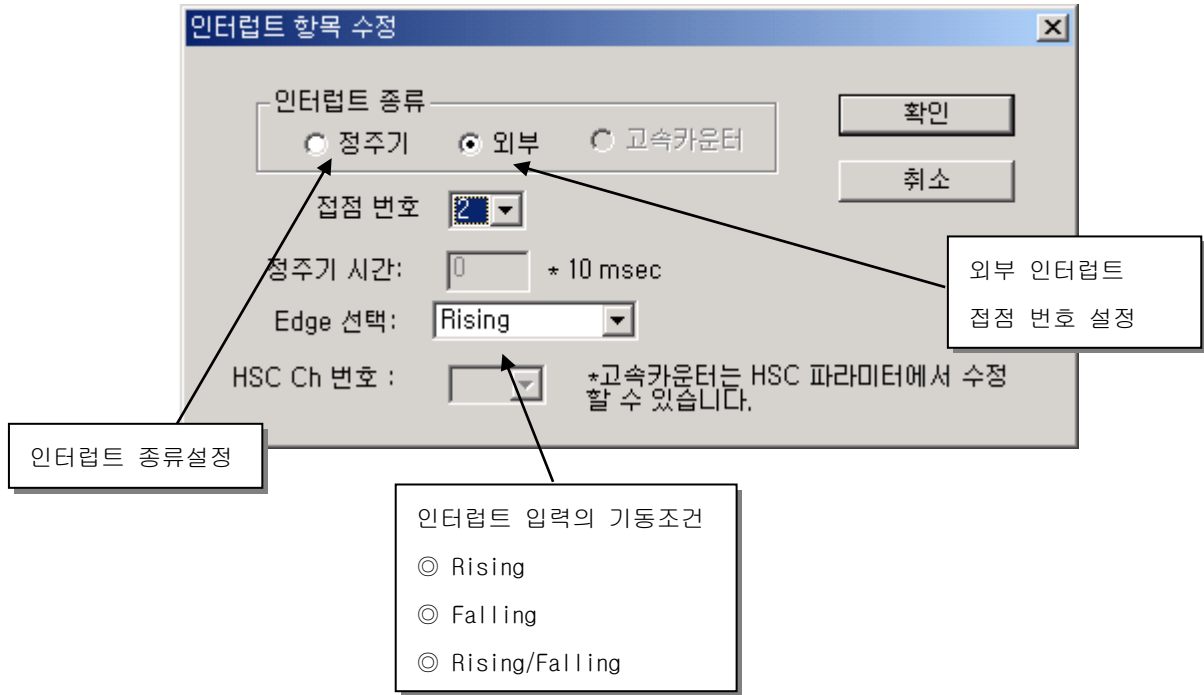 인터럽트 항목 수정
인터럽트 종류
정주기 외부 고속카운터
확인
취소
접점 번호 2
정주기 시간: 0 * 10 msec
Edge 선택: Rising
HSC Ch 번호 : *고속카운터는 HSC 파라미터에서 수정
할 수 있습니다.
외부 인터럽트
접점 번호 설정
인터럽트 종류설정
인터럽트 입력의 기동조건
◎ Rising
◎ Falling
◎ Rising/Falling